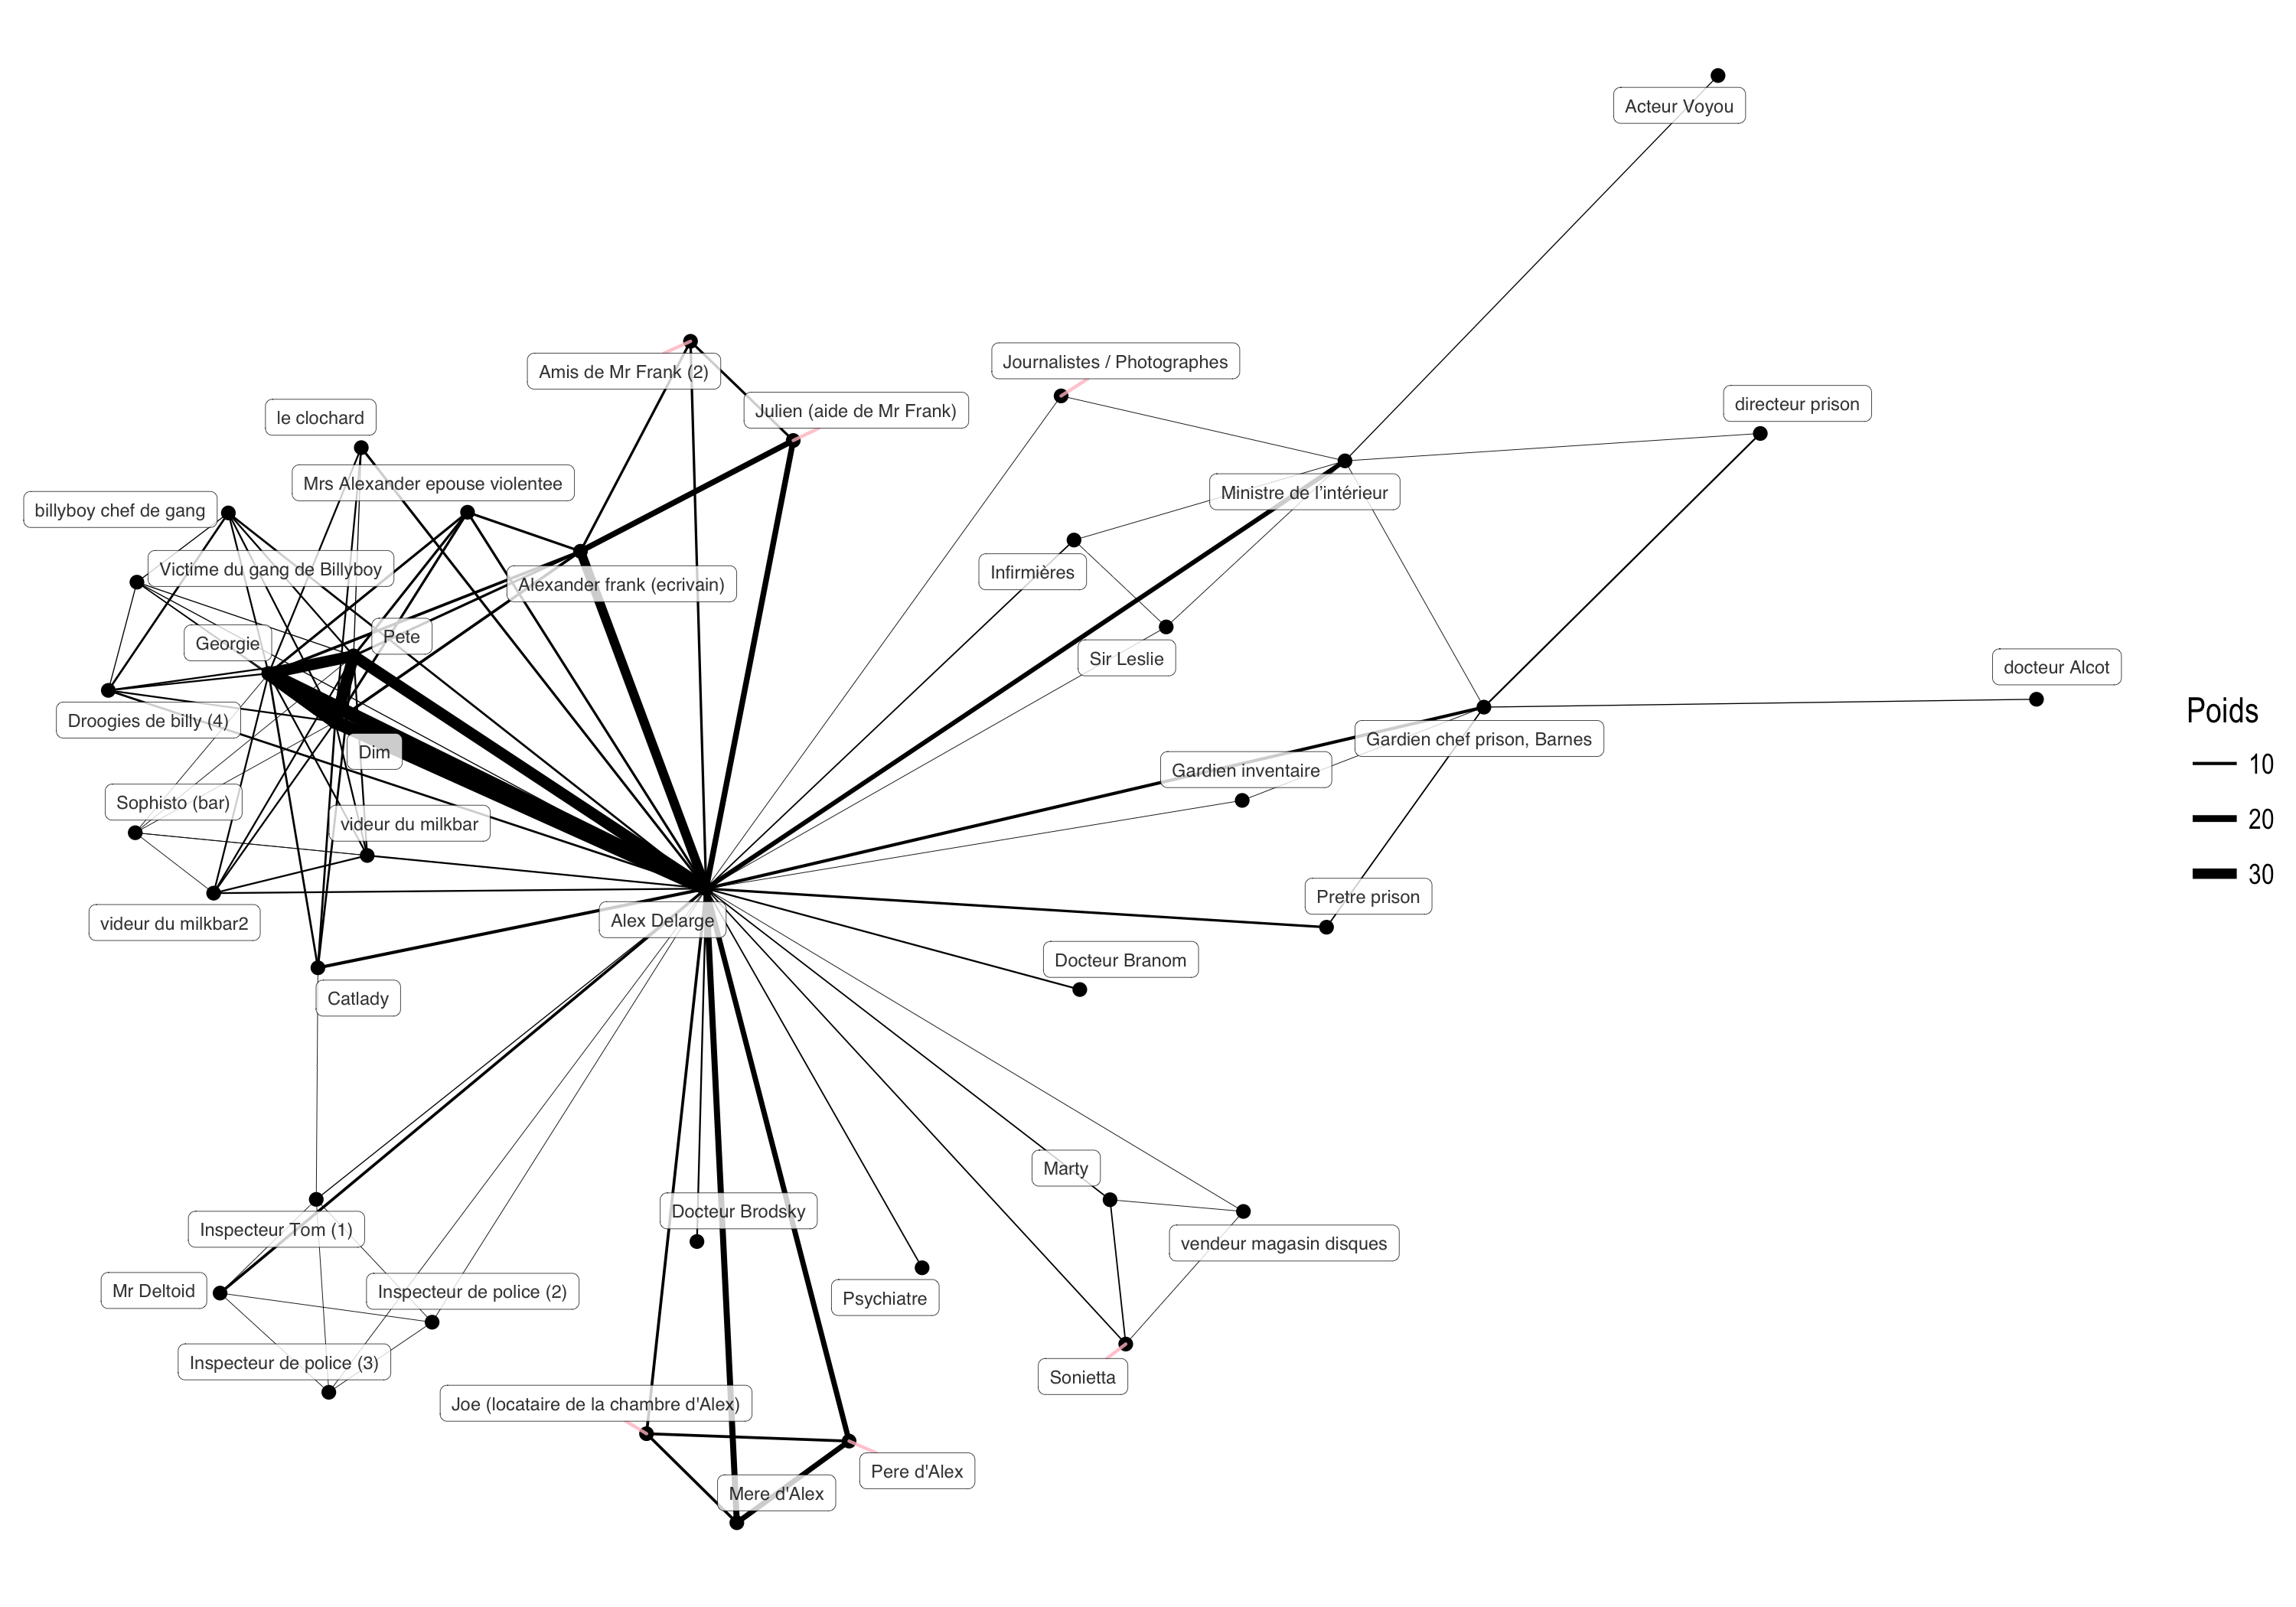 Acteur Voyou
Journalistes / Photographes
Amis de Mr Frank (2)
directeur prison
Julien (aide de Mr Frank)
le clochard
Mrs Alexander epouse violentee
Ministre de l'intérieur
billyboy chef de gang
Victime du gang de Billyboy
Infirmières
Alexander frank (ecrivain)
Pete
Georgie
Sir Leslie
docteur Alcot
Droogies de billy (4)
Gardien chef prison, Barnes
Dim
Gardien inventaire
Sophisto (bar)
videur du milkbar
Pretre prison
Alex Delarge
videur du milkbar2
Docteur Branom
Catlady
Marty
Docteur Brodsky
Inspecteur Tom (1)
vendeur magasin disques
Mr Deltoid
Inspecteur de police (2)
Psychiatre
Inspecteur de police (3)
Sonietta
Joe (locataire de la chambre d'Alex)
Pere d'Alex
Mere d'Alex
Poids
10
20
30